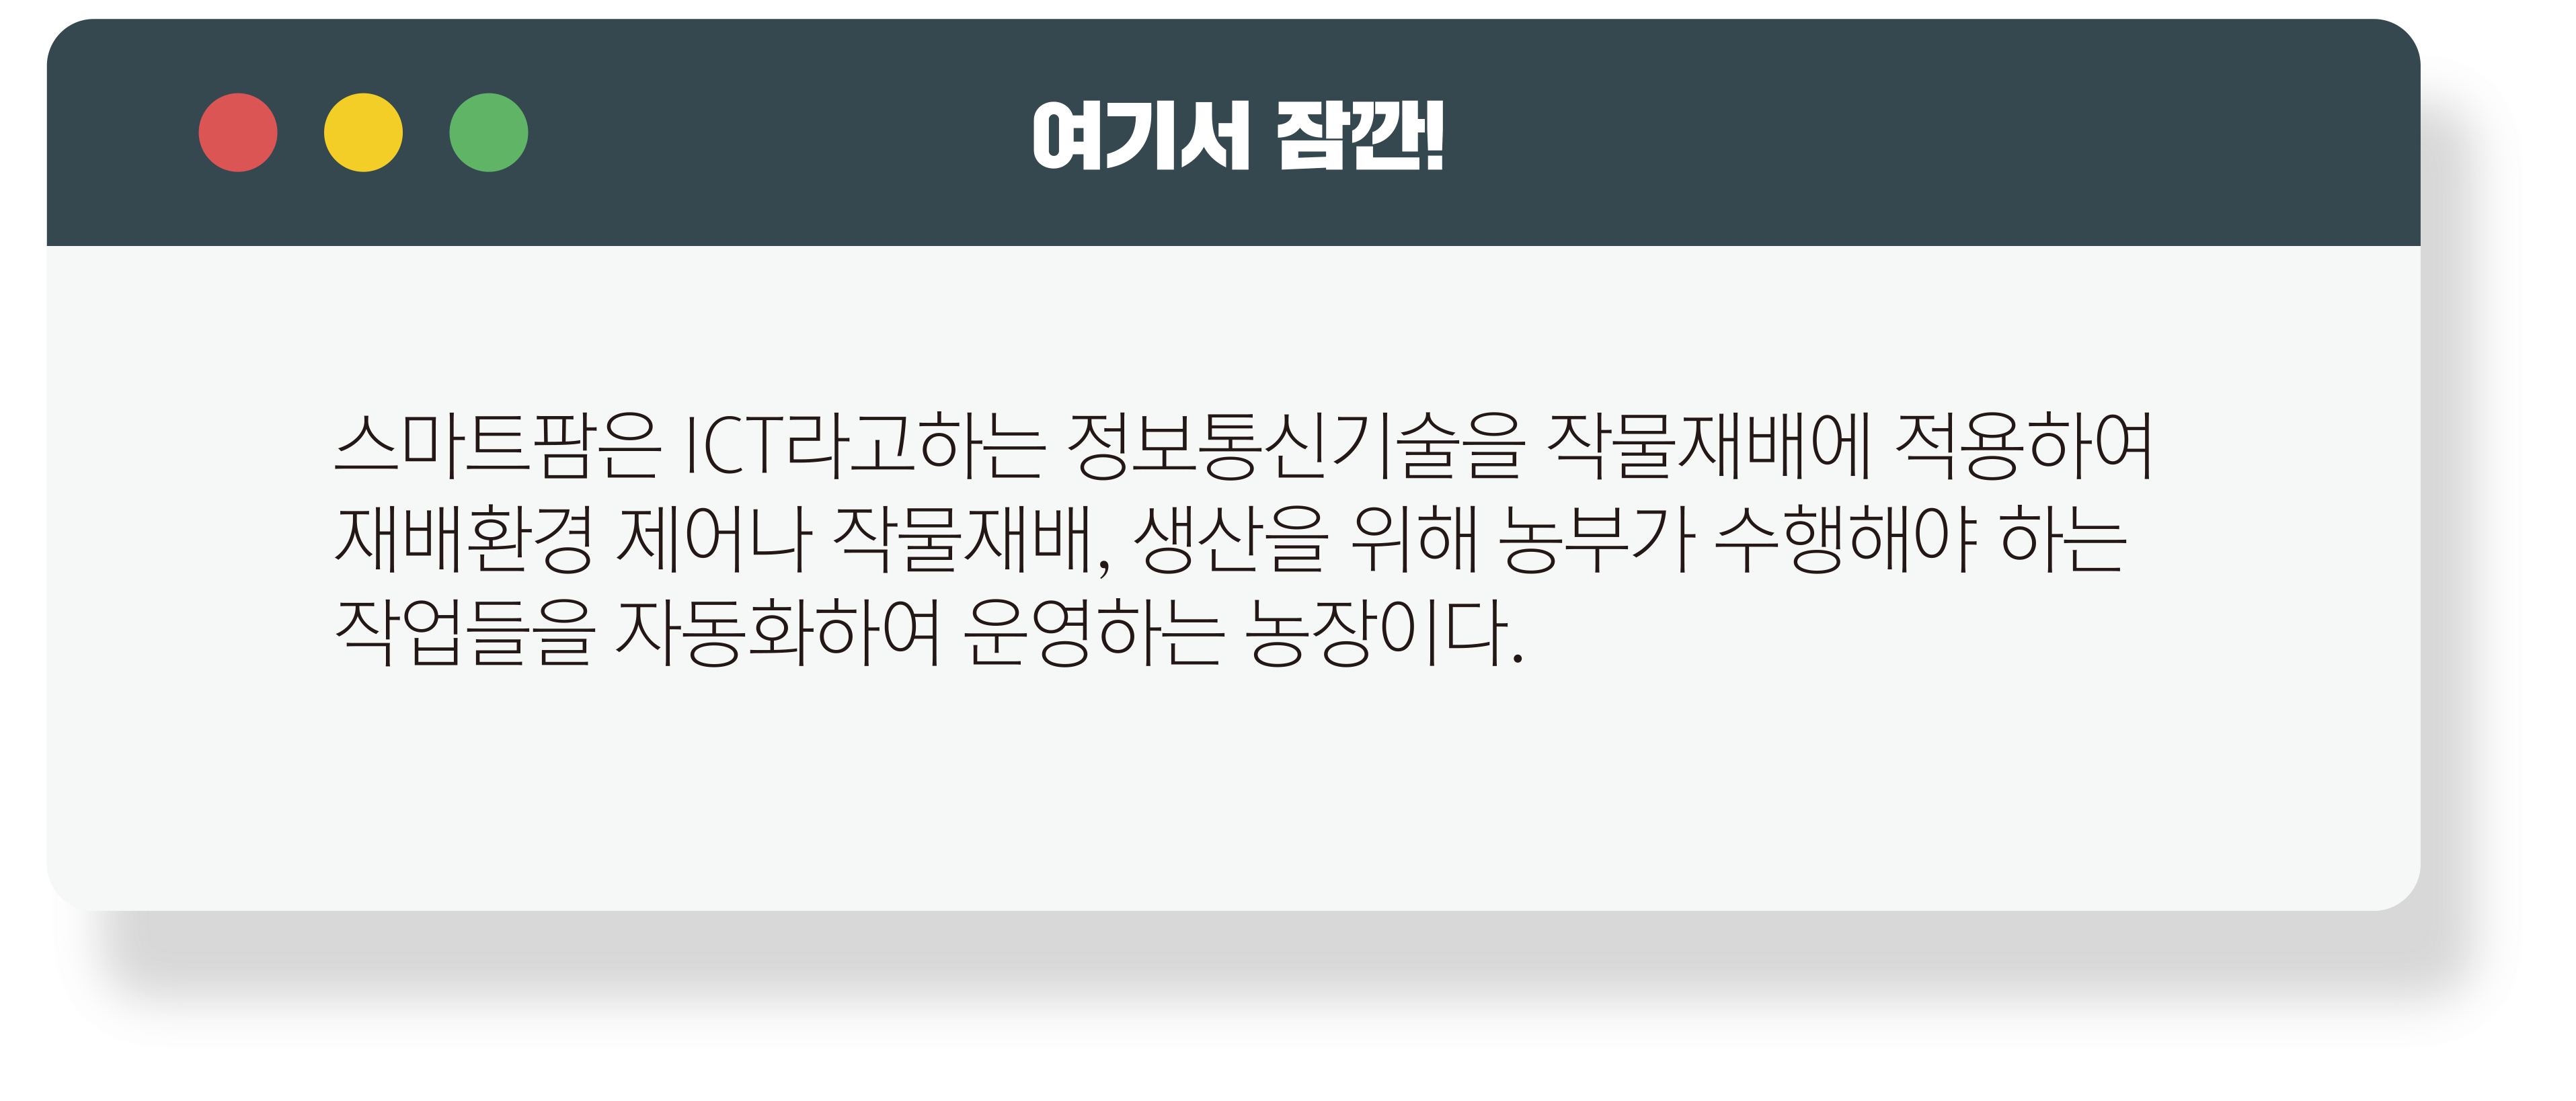 여기서 잠깐!
스마트팜은 ICT라고하는 정보통신기술을 작물재배에 적용하여
재배환경 제어나 작물재배, 생산을 위해 농부가 수행해야 하는
작업들을 자동화하여 운영하는 농장이다.